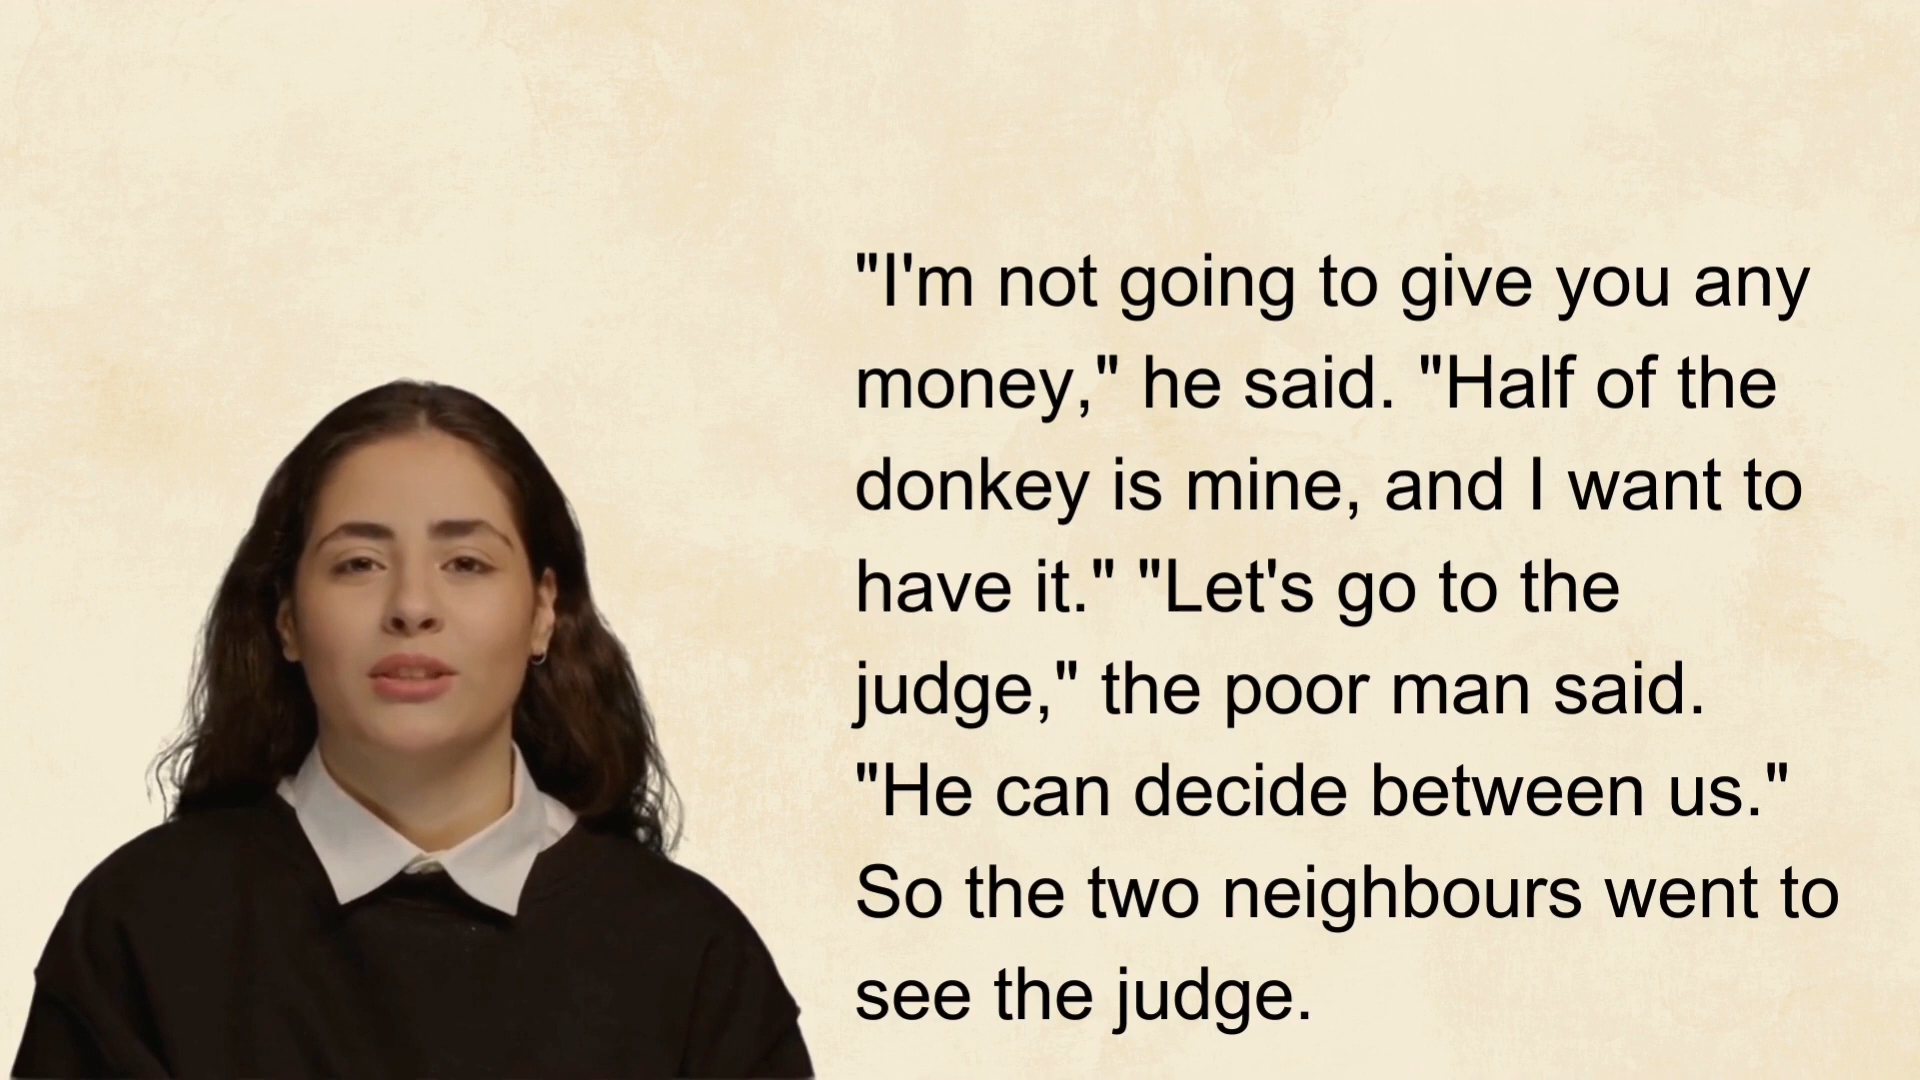 "I'm not going to give you any
money," he said. "Half of the
donkey is mine, and I want to
have it." "Let's go to the
judge," the poor man said.
"He can decide between us."
So the two neighbours went to
see the judge.